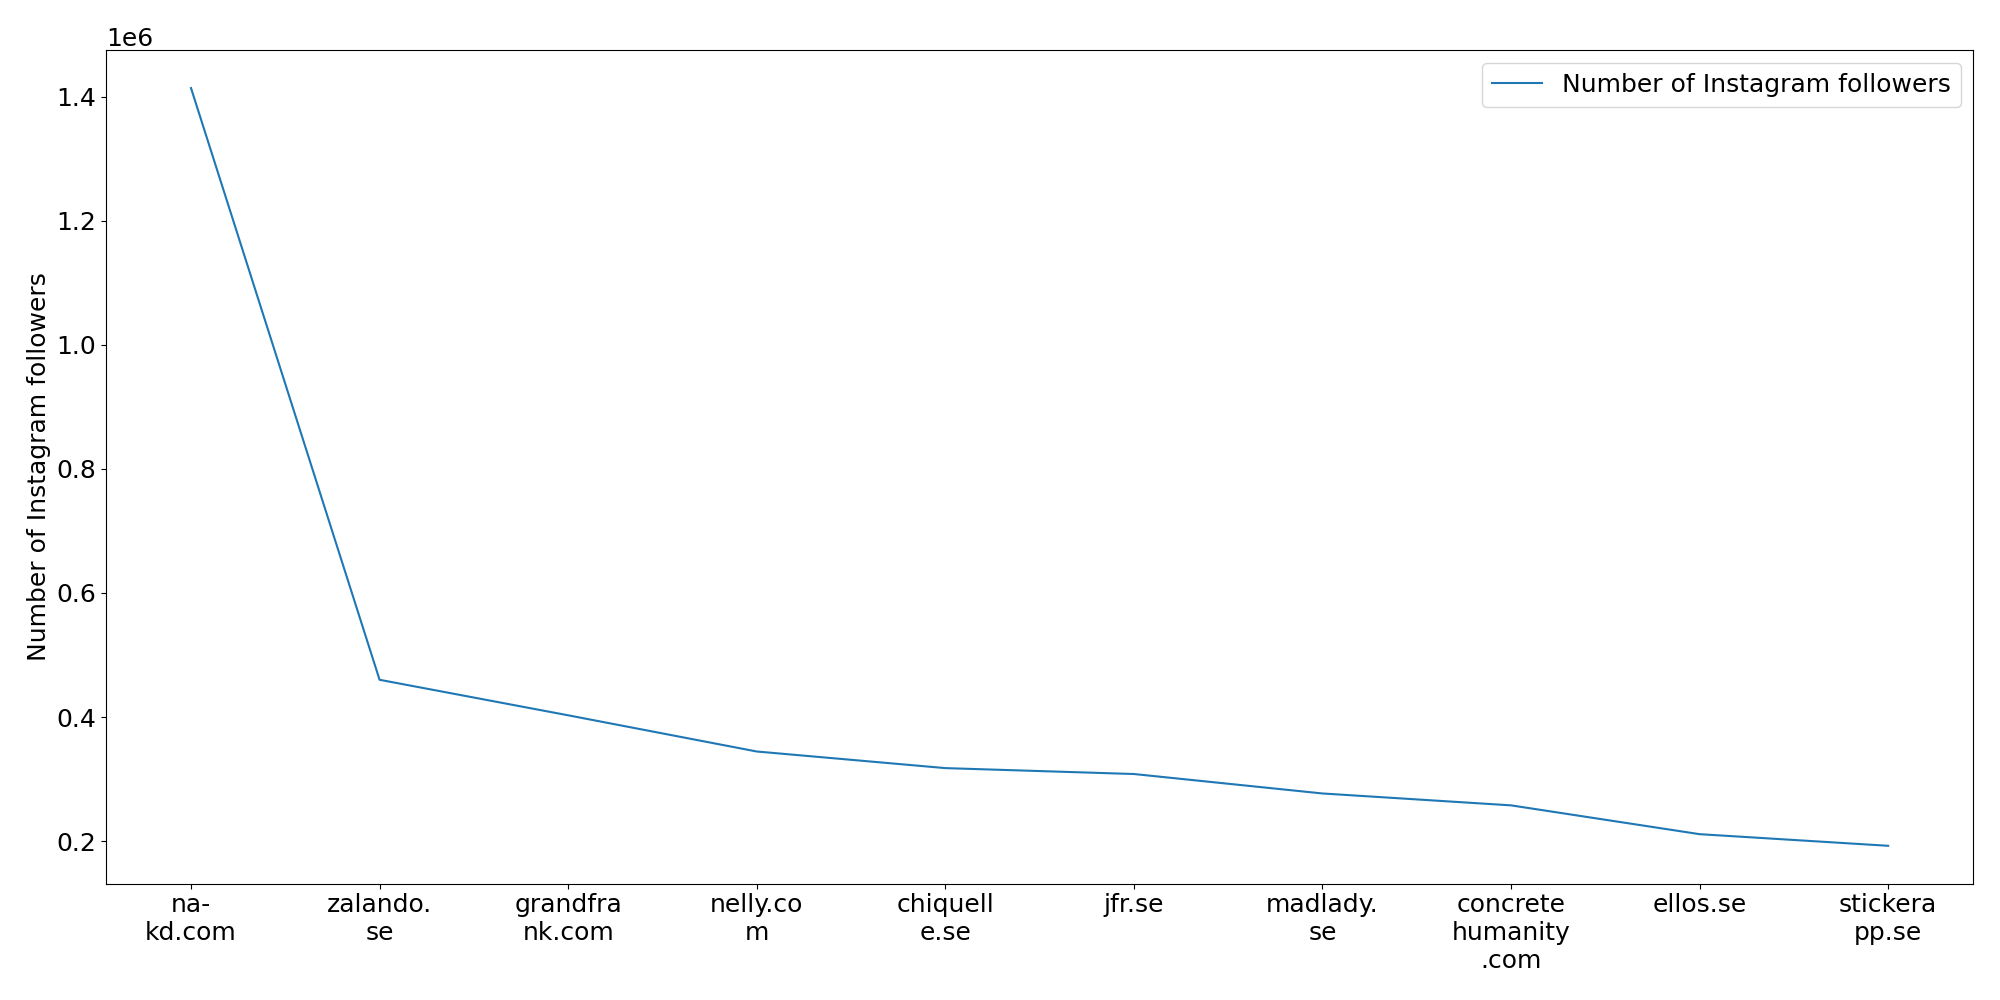 1e6
Number of Instagram followers
1.4
1.2
1.0
0.8
0.6
0.4
0.2
Number of Instagram followers
na-
kd.com
zalando.
se
grandfra
nk.com
nelly.co
m
chiquell
e.se
jfr.se
madlady.
se
concrete
humanity
.com
ellos.se
stickera
pp.se